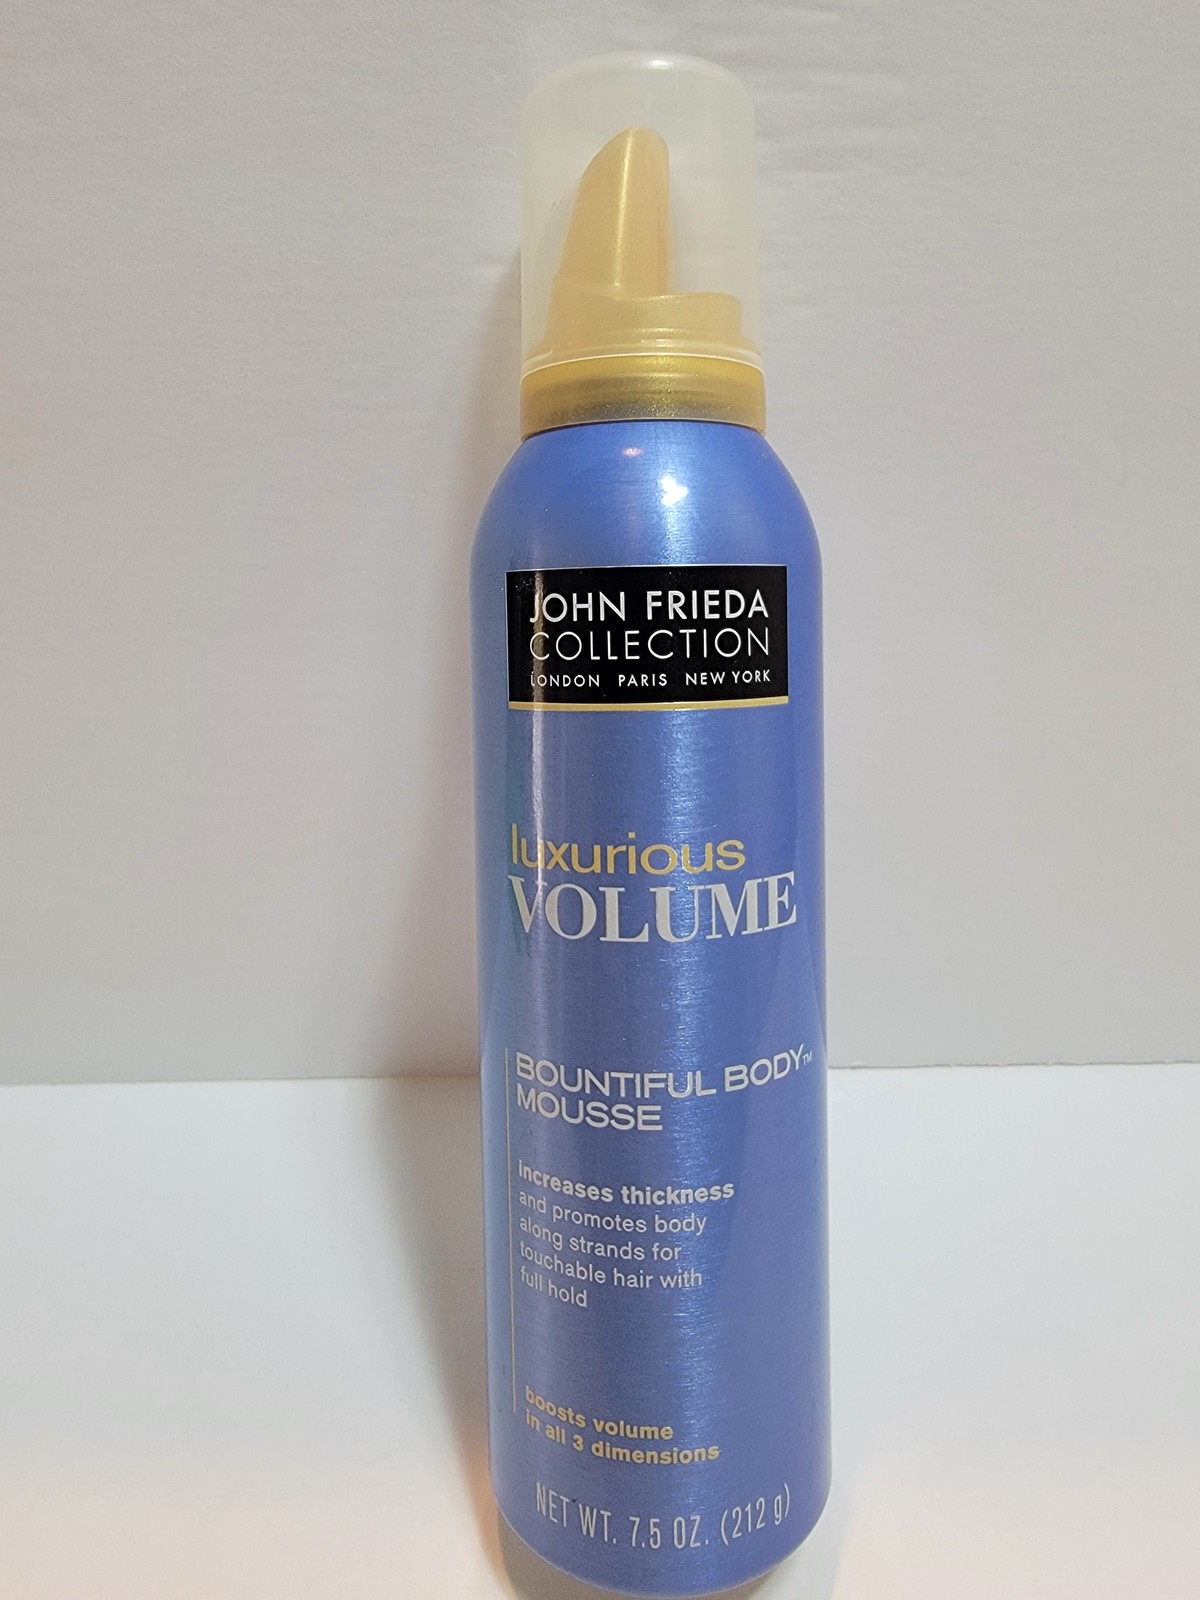 JOHN FRIEDA
COLLECTION
LONDON PARIS NEW YORK
luxurious
VOLUME
BOUNTIFUL BODY™
MOUSSE
increases thickness
and promotes body
along strands for
touchable hair with
full hold
boosts volume
in all 3 dimensions
NET WT. 7.5 OZ. (212 g)